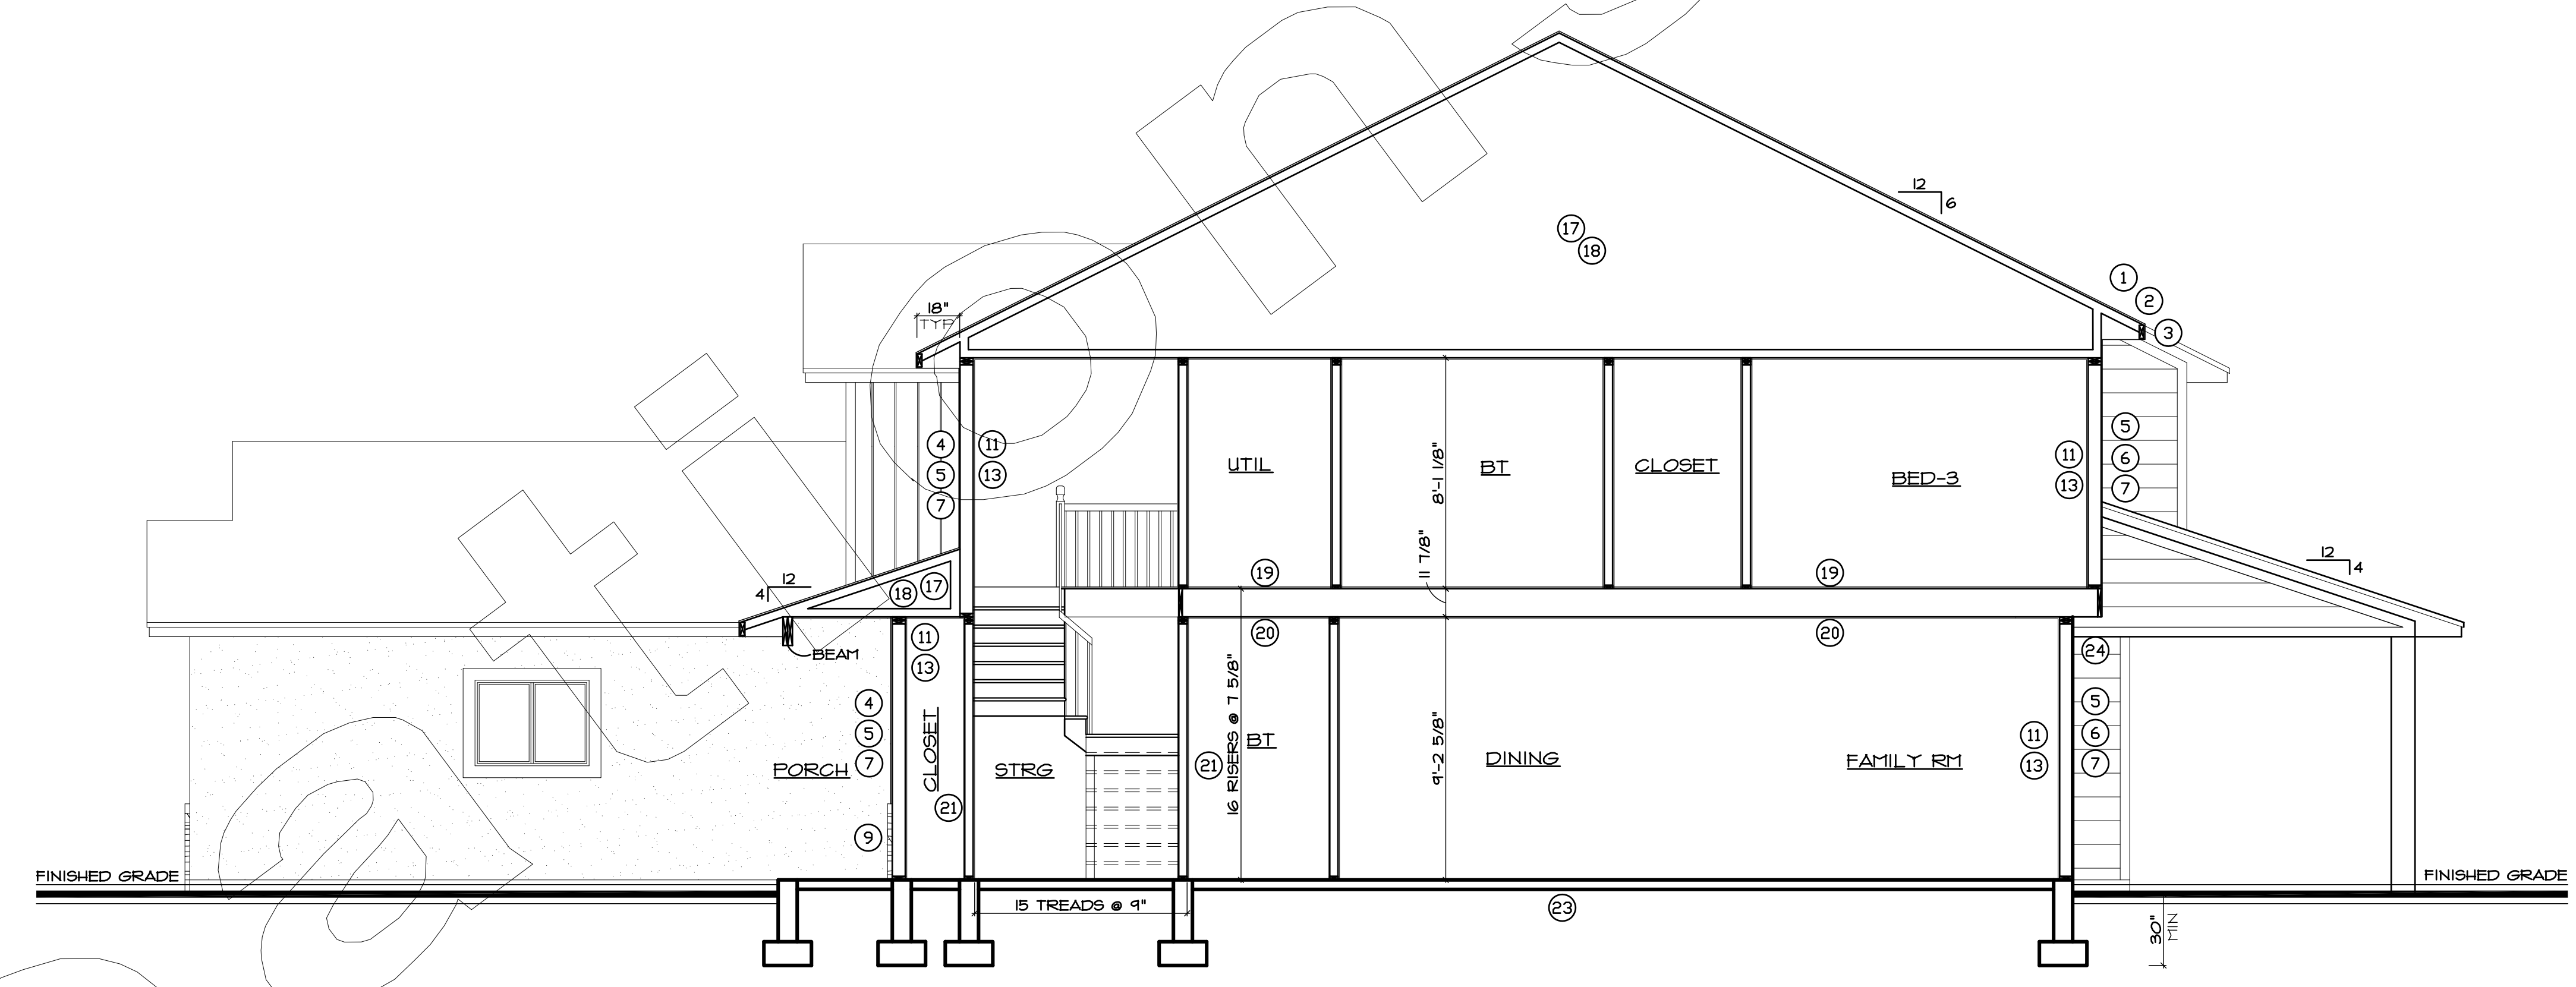 12
6
17
18
1
2
3
18"
TYP
4
5
7
11
13
UTIL
BT
CLOSET
BED-3
8'-1 1/8"
11
13
5
6
7
12
4
18
17
19
11 7/8"
19
12
4
BEAM
11
13
20
20
24
4
5
7
PORCH
CLOSET
STRG
21
21
16 RISERS @ 7 5/8"
BT
9'-2 5/8"
DINING
FAMILY RM
11
13
5
6
7
9
FINISHED GRADE
FINISHED GRADE
15 TREADS @ 9"
23
30"
MIN